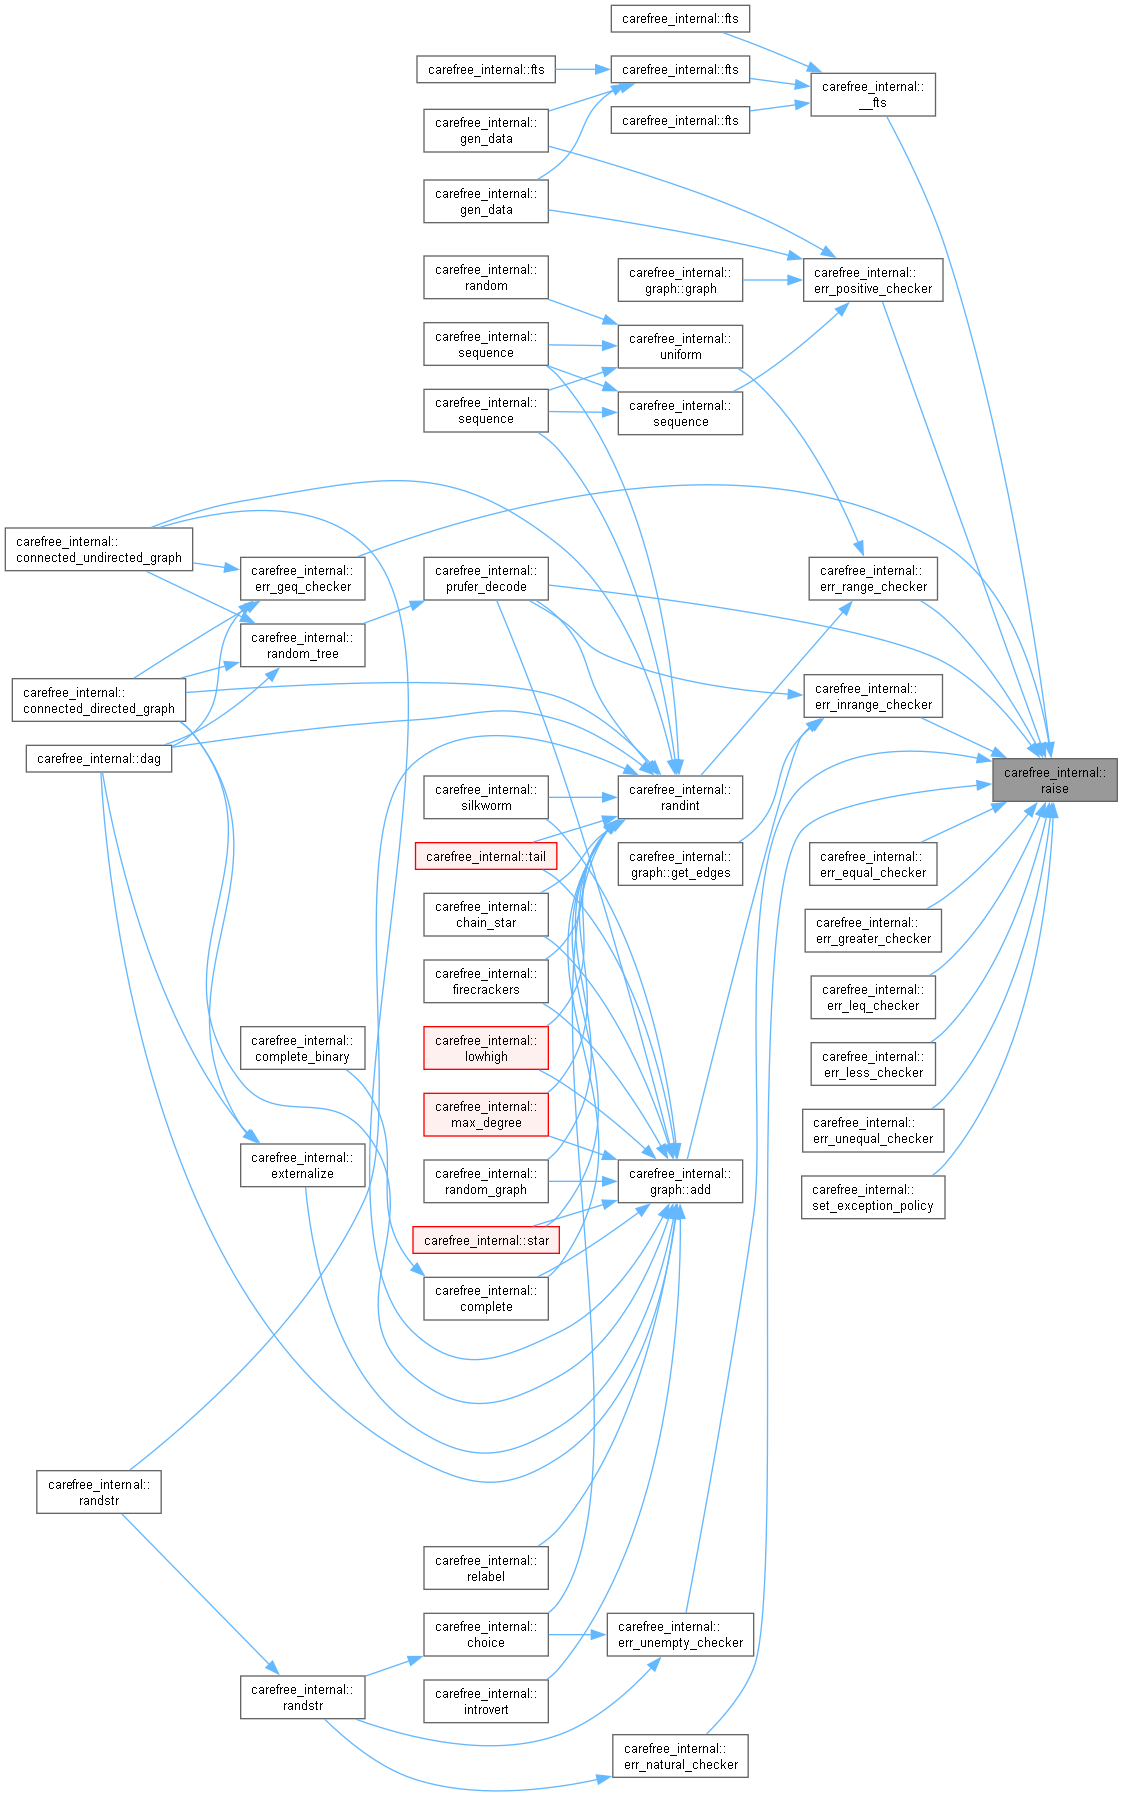 carefree_internal::fts
carefree_internal::fts
carefree_internal::fts
carefree_internal::
__fts
carefree_internal::
gen_data
carefree_internal::fts
carefree_internal::
gen_data
carefree_internal::
random
carefree_internal::
graph::graph
carefree_internal::
err_positive_checker
carefree_internal::
sequence
carefree_internal::
uniform
carefree_internal::
sequence
carefree_internal::
sequence
carefree_internal::
connected_undirected_graph
carefree_internal::
err_geq_checker
carefree_internal::
prufer_decode
carefree_internal::
err_range_checker
carefree_internal::
random_tree
carefree_internal::
connected_directed_graph
carefree_internal::
err_inrange_checker
carefree_internal::dag
carefree_internal::
silkworm
carefree_internal::
randint
carefree_internal::
raise
carefree_internal::tail
carefree_internal::
graph::get_edges
carefree_internal::
err_equal_checker
carefree_internal::
chain_star
carefree_internal::
err_greater_checker
carefree_internal::
firecrackers
carefree_internal::
err_leq_checker
carefree_internal::
complete_binary
carefree_internal::
lowhigh
carefree_internal::
err_less_checker
carefree_internal::
max_degree
carefree_internal::
err_unequal_checker
carefree_internal::
externalize
carefree_internal::
random_graph
carefree_internal::
graph::add
carefree_internal::
set_exception_policy
carefree_internal::star
carefree_internal::
complete
carefree_internal::
randstr
carefree_internal::
relabel
carefree_internal::
choice
carefree_internal::
err_unempty_checker
carefree_internal::
randstr
carefree_internal::
introvert
carefree_internal::
err_natural_checker